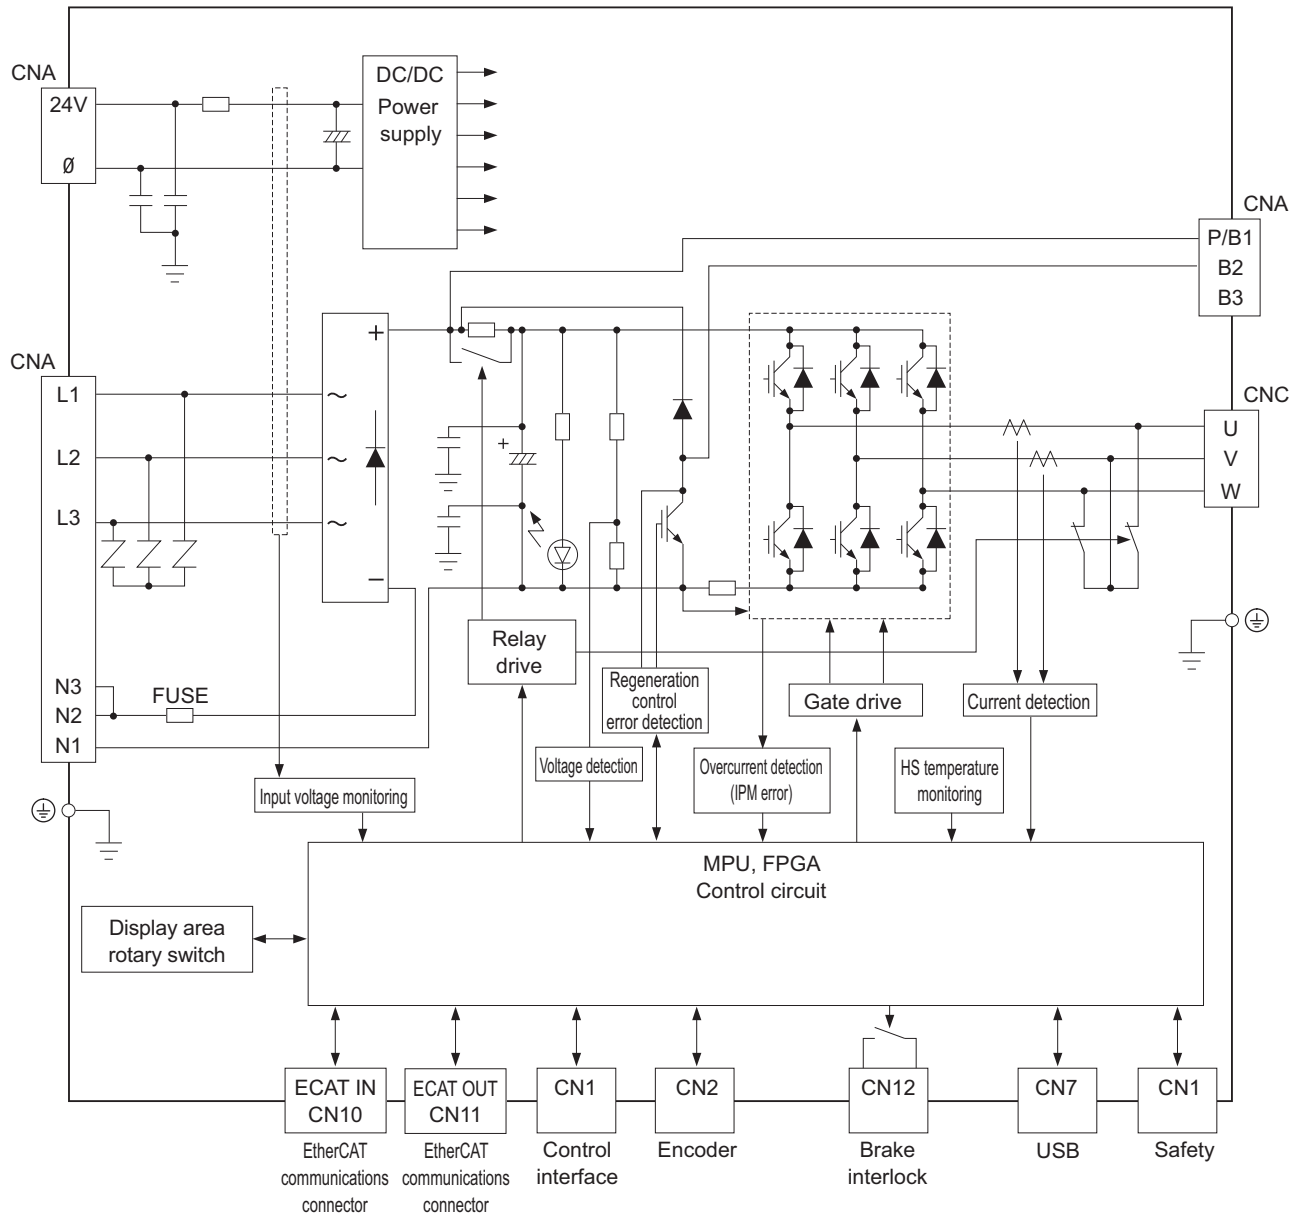 CNA
24V
Ø
DC/DC
Power
supply
CNA
P/B1
B2
B3
CNA
L1
L2
L3
+
−
+
CNC
U
V
W
N3
N2
N1
FUSE
Relay
drive
Regeneration
control
error detection
Gate drive
Current detection
Voltage detection
Overcurrent detection
(IPM error)
HS temperature
monitoring
Input voltage monitoring
MPU, FPGA
Control circuit
Display area
rotary switch
ECAT IN
CN10
ECAT OUT
CN11
CN1
CN2
CN12
CN7
CN1
EtherCAT
communications
connector
EtherCAT
communications
connector
Control
interface
Encoder
Brake
interlock
USB
Safety